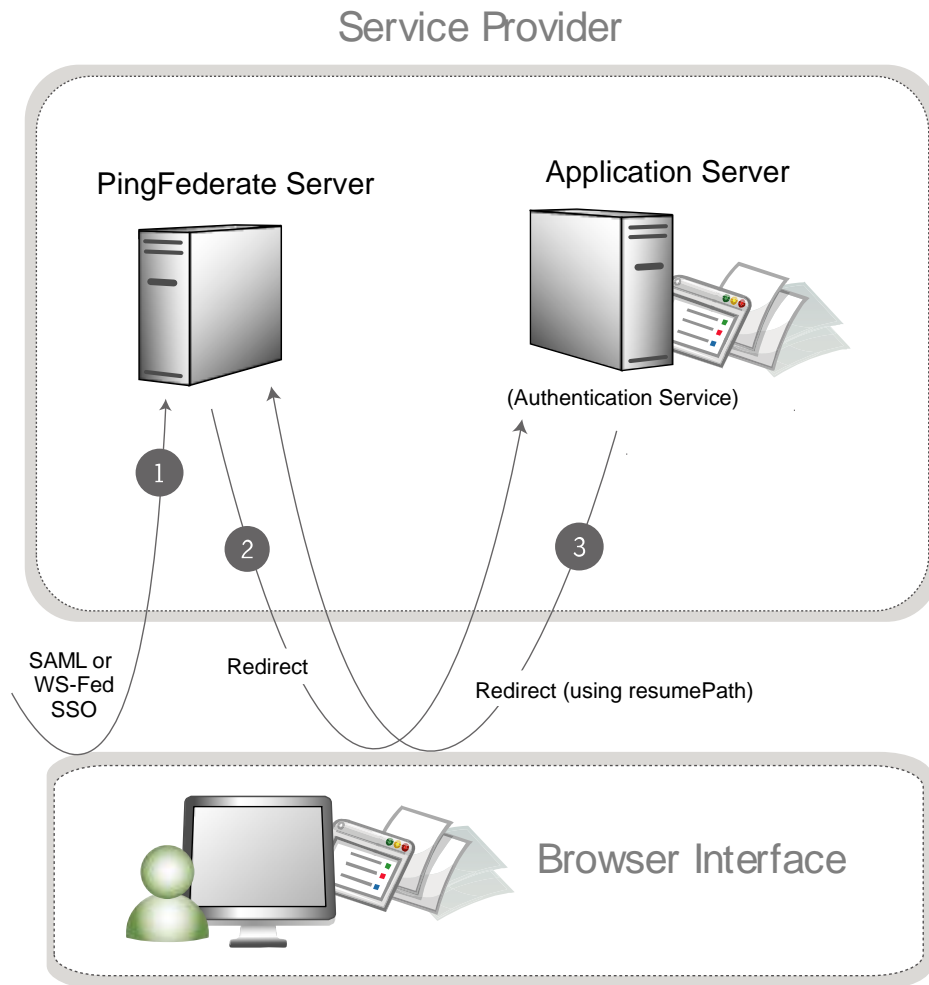 Service Provider
PingFederate Server
Application Server
(Authentication Service)
1
2
3
SAML or
WS-Fed
SSO
Redirect
Redirect (using resumePath)
Browser Interface